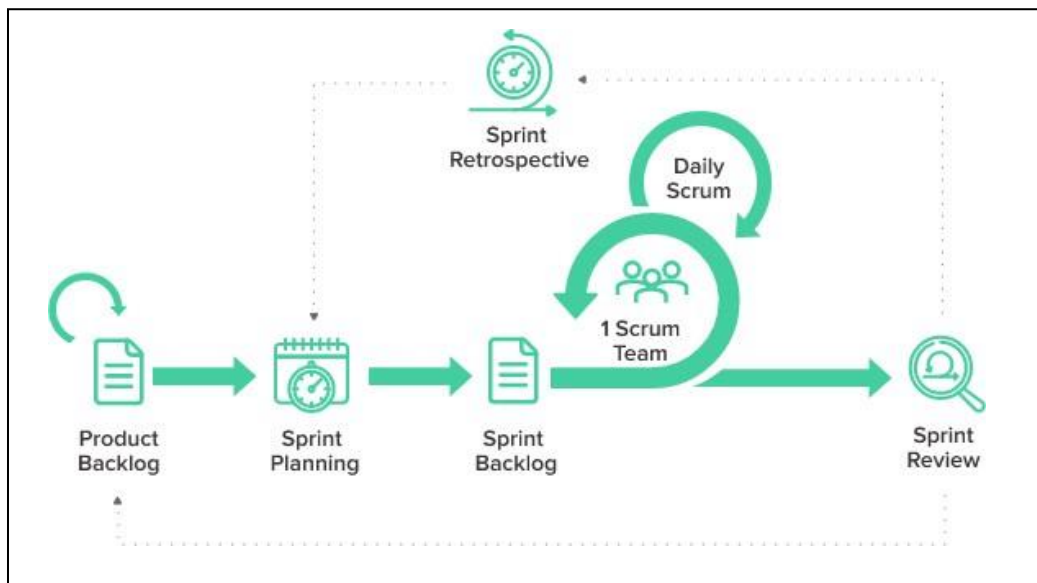 Sprint
Retrospective
Daily
Scrum
1 Scrum
Team
Product
Backlog
Sprint
Planning
Sprint
Backlog
Sprint
Review